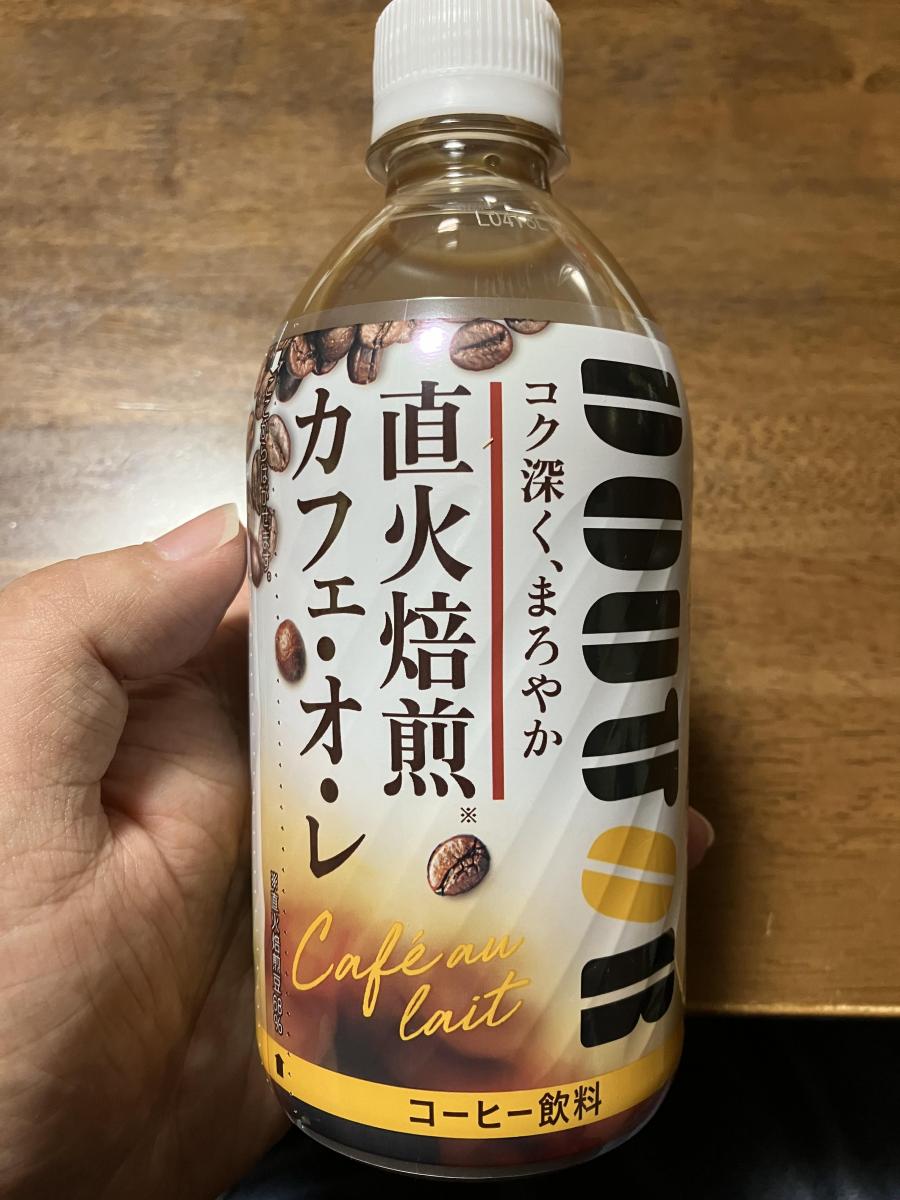 DOUTOR
コク深く、まろやか
直火焙煎※
カフェ・オ・レ
Café au
lait
コーヒー飲料